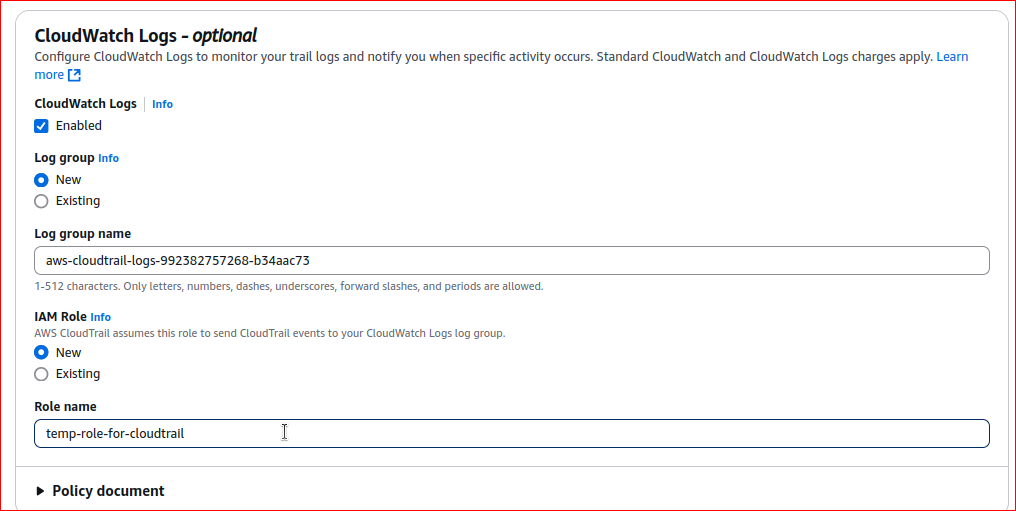 CloudWatch Logs - optional
Configure CloudWatch Logs to monitor your trail logs and notify you when specific activity occurs. Standard CloudWatch and CloudWatch Logs charges apply. Learn
more
CloudWatch Logs Info
Enabled
Log group Info
New
Existing
Log group name
aws-cloudtrail-logs-992382757268-b34aac73
1-512 characters. Only letters, numbers, dashes, underscores, forward slashes, and periods are allowed.
IAM Role Info
AWS CloudTrail assumes this role to send CloudTrail events to your CloudWatch Logs log group.
New
Existing
Role name
temp-role-for-cloudtrail
Policy document